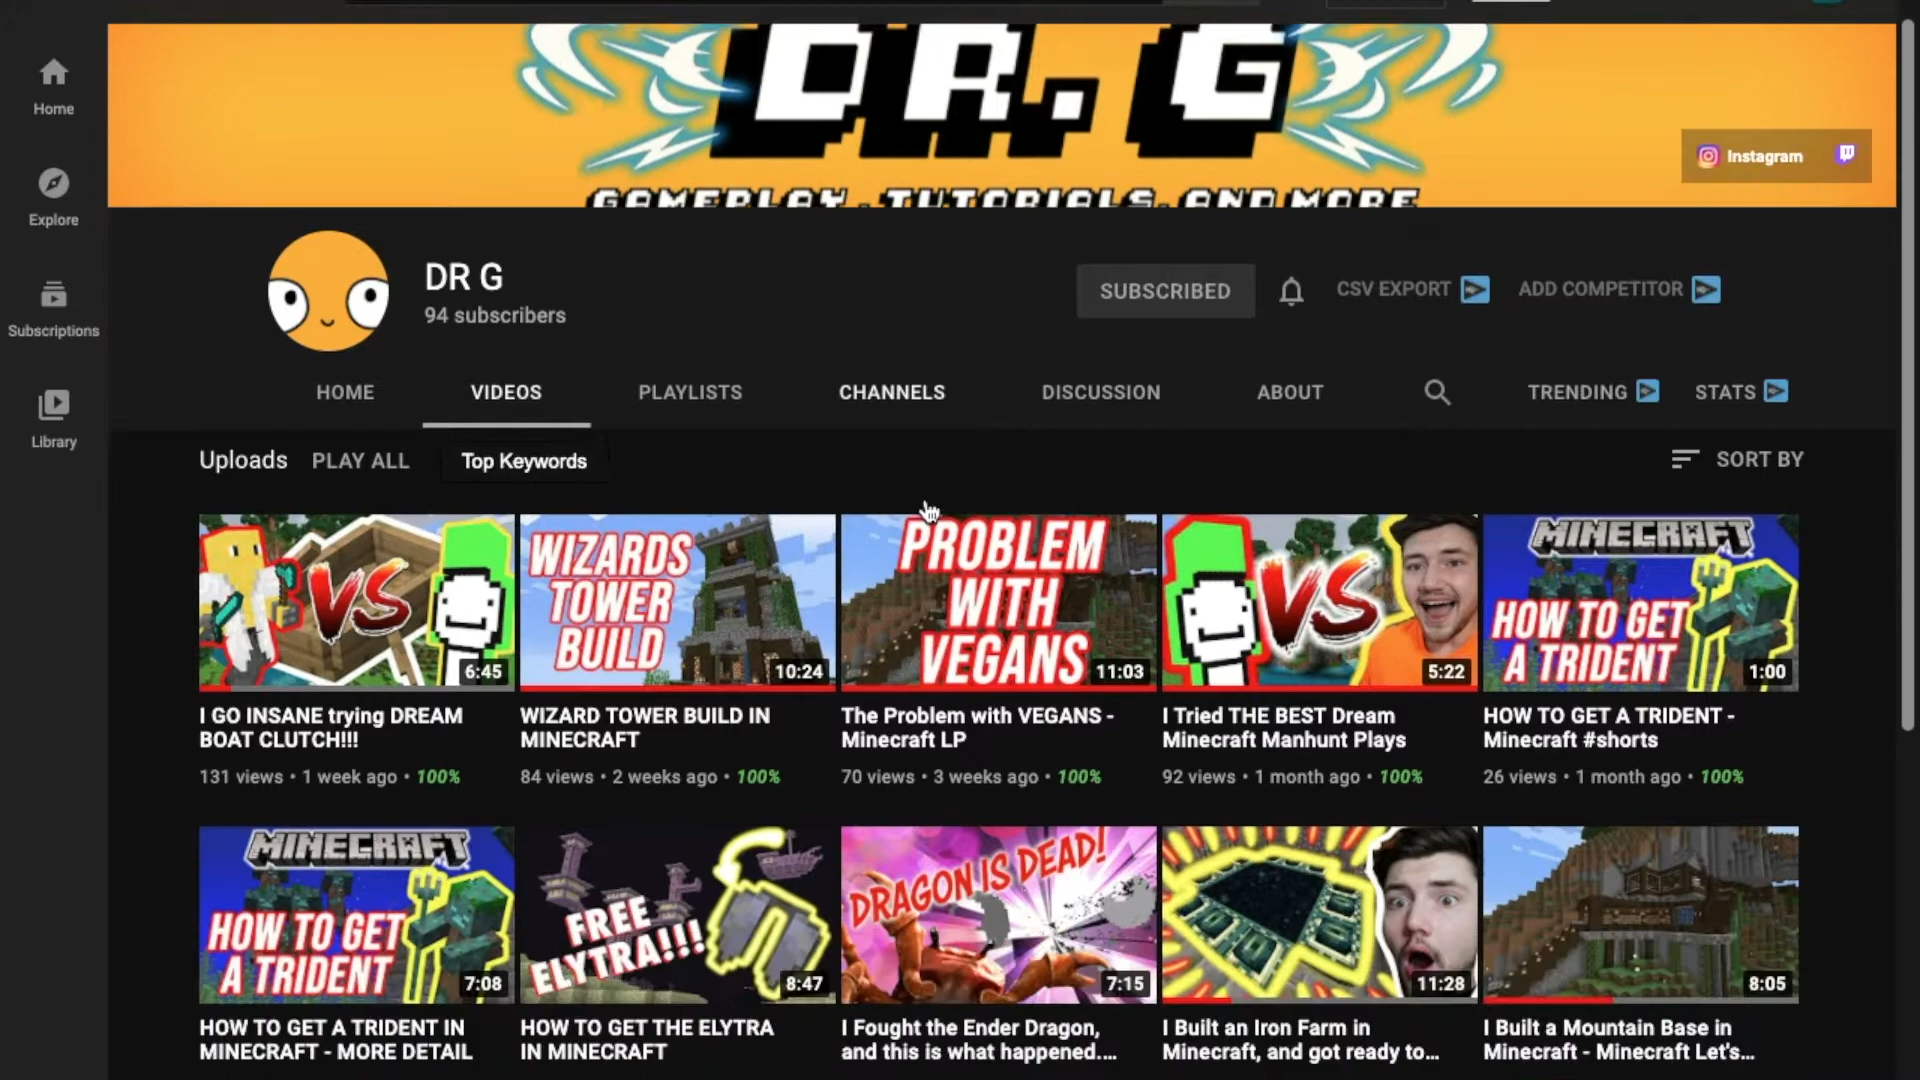 DR. G
Instagram
GAMEPLAY, TUTORIALS, AND MORE
Home
Explore
Subscriptions
Library
DR G
94 subscribers
SUBSCRIBED
CSV EXPORT
ADD COMPETITOR
HOME
VIDEOS
PLAYLISTS
CHANNELS
DISCUSSION
ABOUT
TRENDING
STATS
Uploads
PLAY ALL
Top Keywords
SORT BY
VS
6:45
WIZARDS
TOWER
BUILD
10:24
PROBLEM
WITH
VEGANS
11:03
VS
5:22
MINECRAFT
HOW TO GET
A TRIDENT
1:00
I GO INSANE trying DREAM
BOAT CLUTCH!!!
131 views • 1 week ago • 100%
WIZARD TOWER BUILD IN
MINECRAFT
84 views • 2 weeks ago • 100%
The Problem with VEGANS -
Minecraft LP
70 views • 3 weeks ago • 100%
I Tried THE BEST Dream
Minecraft Manhunt Plays
92 views • 1 month ago • 100%
HOW TO GET A TRIDENT -
Minecraft #shorts
26 views • 1 month ago • 100%
MINECRAFT
HOW TO GET
A TRIDENT
7:08
FREE
ELYTRA!!!
8:47
DRAGON IS DEAD!
7:15
11:28
8:05
HOW TO GET A TRIDENT IN
MINECRAFT - MORE DETAIL
HOW TO GET THE ELYTRA
IN MINECRAFT
I Fought the Ender Dragon,
and this is what happened....
I Built an Iron Farm in
Minecraft, and got ready to...
I Built a Mountain Base in
Minecraft - Minecraft Let's...